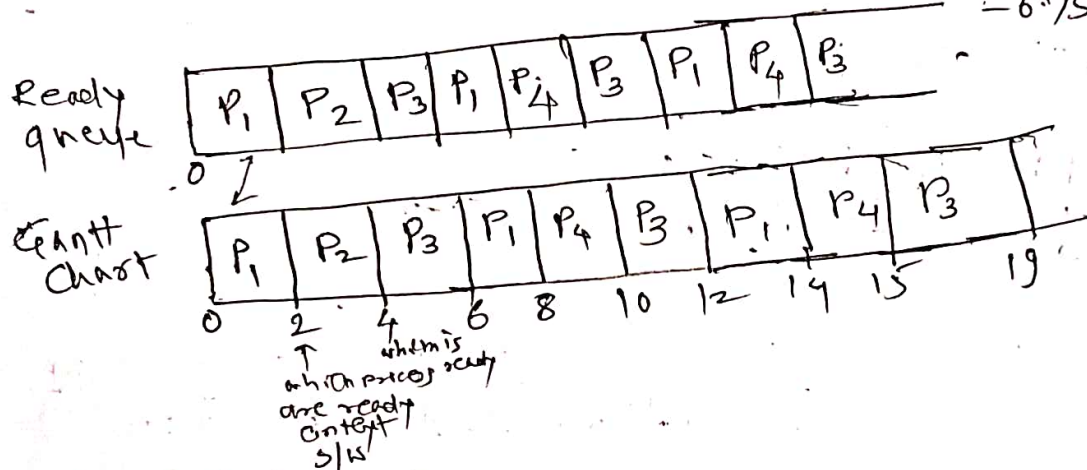 - 6.75
Ready P₁ P₂ P₃ P₁ P₄ P₃ P₁ P₄ P₃
queue
0
Gantt P₁ P₂ P₃ P₁ P₄ P₃ P₁ P₄ P₃
Chart
0 2 4 6 8 10 12 14 15 19
which process ready
are ready
context
s/w